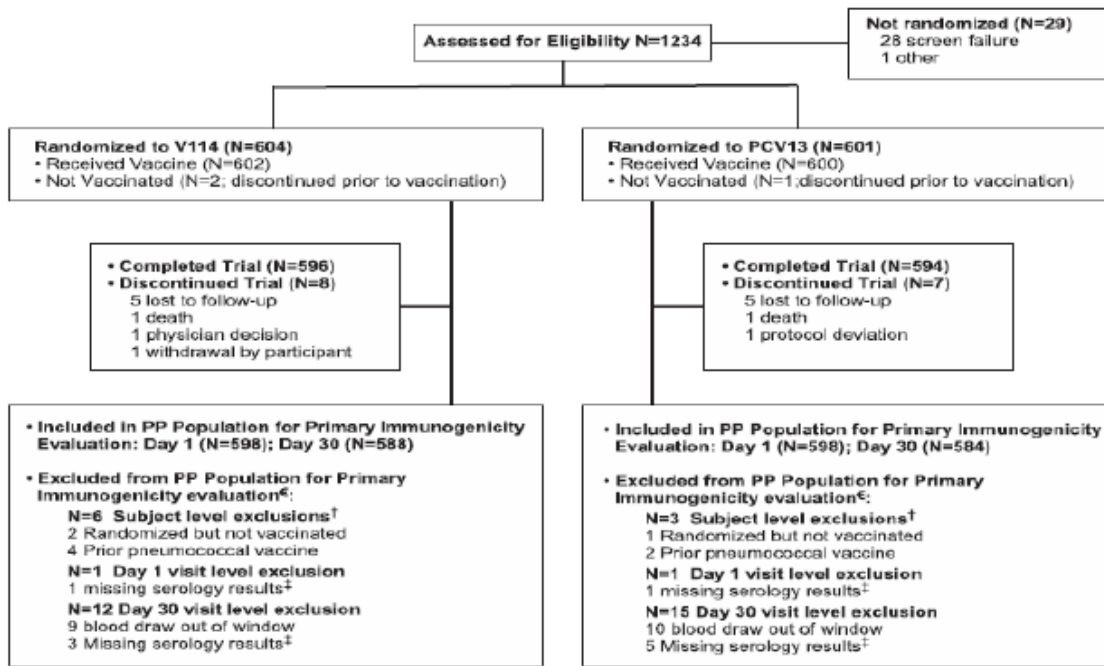 Assessed for Eligibility N=1234
Not randomized (N=29)
28 screen failure
1 other
Randomized to V114 (N=604)
• Received Vaccine (N=602)
• Not Vaccinated (N=2; discontinued prior to vaccination)
Randomized to PCV13 (N=601)
• Received Vaccine (N=600)
• Not Vaccinated (N=1;discontinued prior to vaccination)
• Completed Trial (N=596)
• Discontinued Trial (N=8)
5 lost to follow-up
1 death
1 physician decision
1 withdrawal by participant
• Completed Trial (N=594)
• Discontinued Trial (N=7)
5 lost to follow-up
1 death
1 protocol deviation
• Included in PP Population for Primary Immunogenicity
Evaluation: Day 1 (N=598); Day 30 (N=588)
• Excluded from PP Population for Primary
Immunogenicity evaluation€:
N=6 Subject level exclusions†
2 Randomized but not vaccinated
4 Prior pneumococcal vaccine
N=1 Day 1 visit level exclusion
1 missing serology results‡
N=12 Day 30 visit level exclusion
9 blood draw out of window
3 Missing serology results‡
• Included in PP Population for Primary Immunogenicity
Evaluation: Day 1 (N=598); Day 30 (N=584)
• Excluded from PP Population for Primary
Immunogenicity evaluation€:
N=3 Subject level exclusions†
1 Randomized but not vaccinated
2 Prior pneumococcal vaccine
N=1 Day 1 visit level exclusion
1 missing serology results‡
N=15 Day 30 visit level exclusion
10 blood draw out of window
5 Missing serology results‡